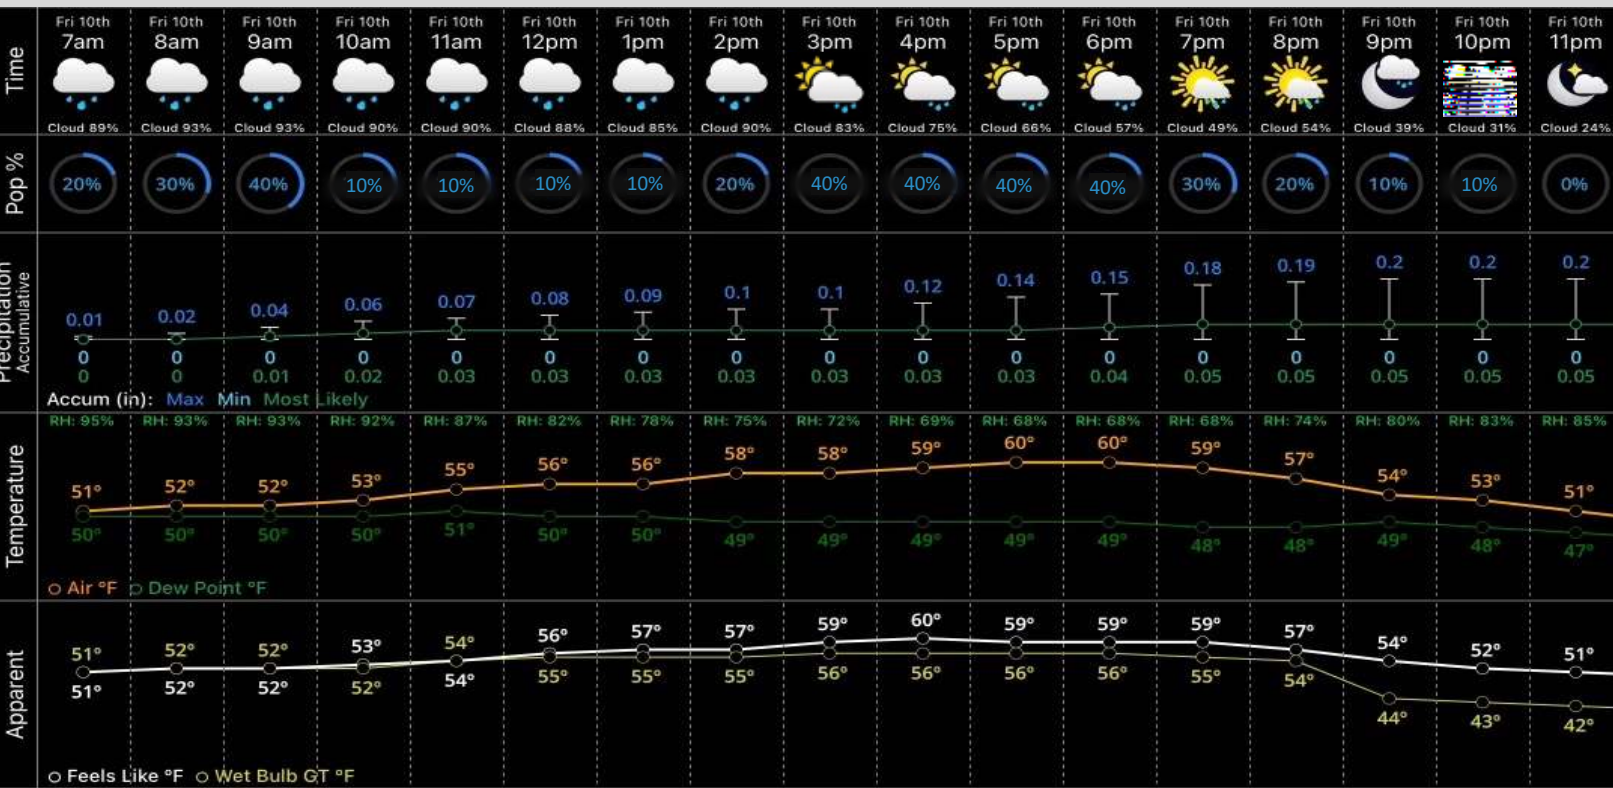 Time
Fri 10th Fri 10th Fri 10th Fri 10th Fri 10th Fri 10th Fri 10th Fri 10th Fri 10th Fri 10th Fri 10th Fri 10th Fri 10th Fri 10th Fri 10th Fri 10th Fri 10th
7am 8am 9am 10am 11am 12pm 1pm 2pm 3pm 4pm 5pm 6pm 7pm 8pm 9pm 10pm 11pm
Cloud 89% Cloud 93% Cloud 93% Cloud 90% Cloud 90% Cloud 88% Cloud 85% Cloud 90% Cloud 83% Cloud 75% Cloud 66% Cloud 57% Cloud 49% Cloud 54% Cloud 39% Cloud 31% Cloud 24%
Pop %
20% 30% 40% 10% 10% 10% 10% 20% 40% 40% 40% 40% 30% 20% 10% 10% 0%
Precipitation
Accumulative
0.01 0.02 0.04 0.06 0.07 0.08 0.09 0.1 0.1 0.12 0.14 0.15 0.18 0.19 0.2 0.2 0.2
0 0 0 0 0 0 0 0 0 0 0 0 0 0 0 0 0
0 0 0.01 0.02 0.03 0.03 0.03 0.03 0.03 0.03 0.03 0.04 0.05 0.05 0.05 0.05 0.05
Accum (in): Max Min Most Likely
Temperature
RH: 95% RH: 93% RH: 93% RH: 92% RH: 87% RH: 82% RH: 78% RH: 75% RH: 72% RH: 69% RH: 68% RH: 68% RH: 68% RH: 74% RH: 80% RH: 83% RH: 85%
51° 52° 52° 53° 55° 56° 56° 58° 58° 59° 60° 60° 59° 57° 54° 53° 51°
50° 50° 50° 50° 51° 50° 50° 49° 49° 49° 49° 49° 48° 48° 49° 48° 47°
Air °F Dew Point °F
Apparent
51° 52° 52° 53° 54° 56° 57° 57° 59° 60° 59° 59° 59° 57° 54° 52° 51°
51° 52° 52° 52° 54° 55° 55° 55° 56° 56° 56° 56° 55° 54° 44° 43° 42°
Feels Like °F Wet Bulb GT °F